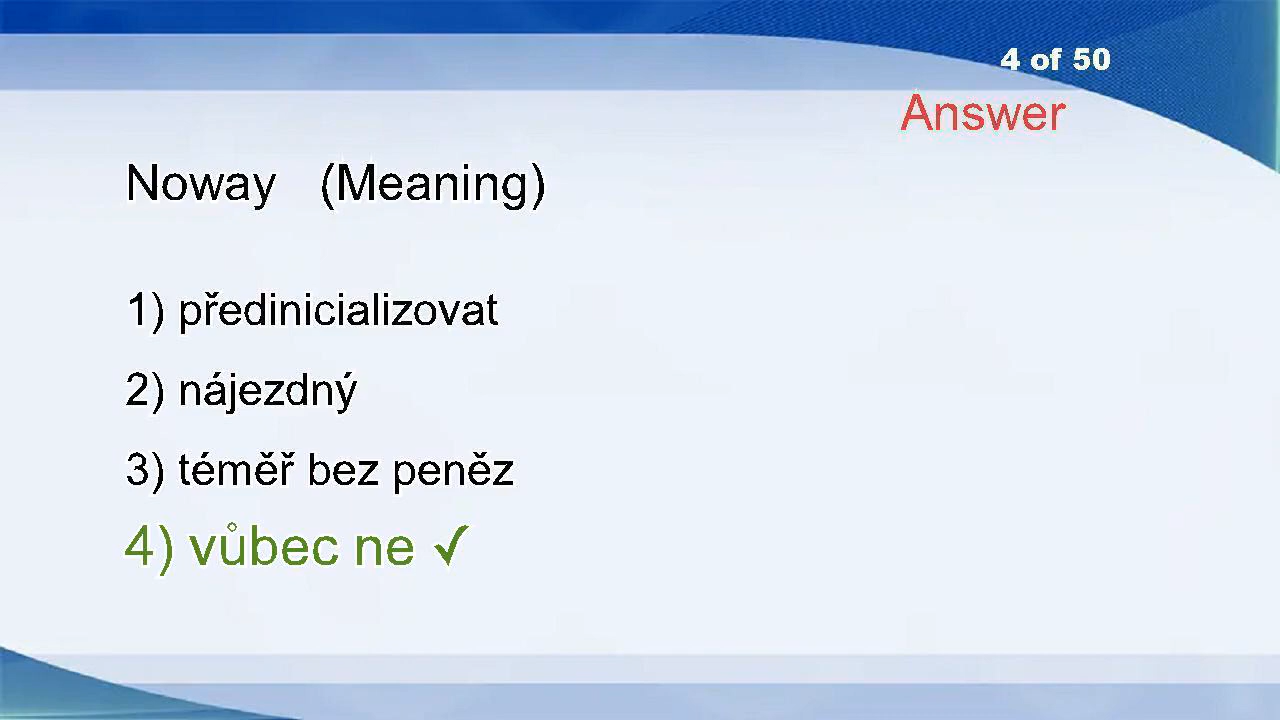 4 of 50
Answer
Noway (Meaning)
1) předinicializovat
2) nájezdný
3) téměř bez peněz
4) vůbec ne ✓